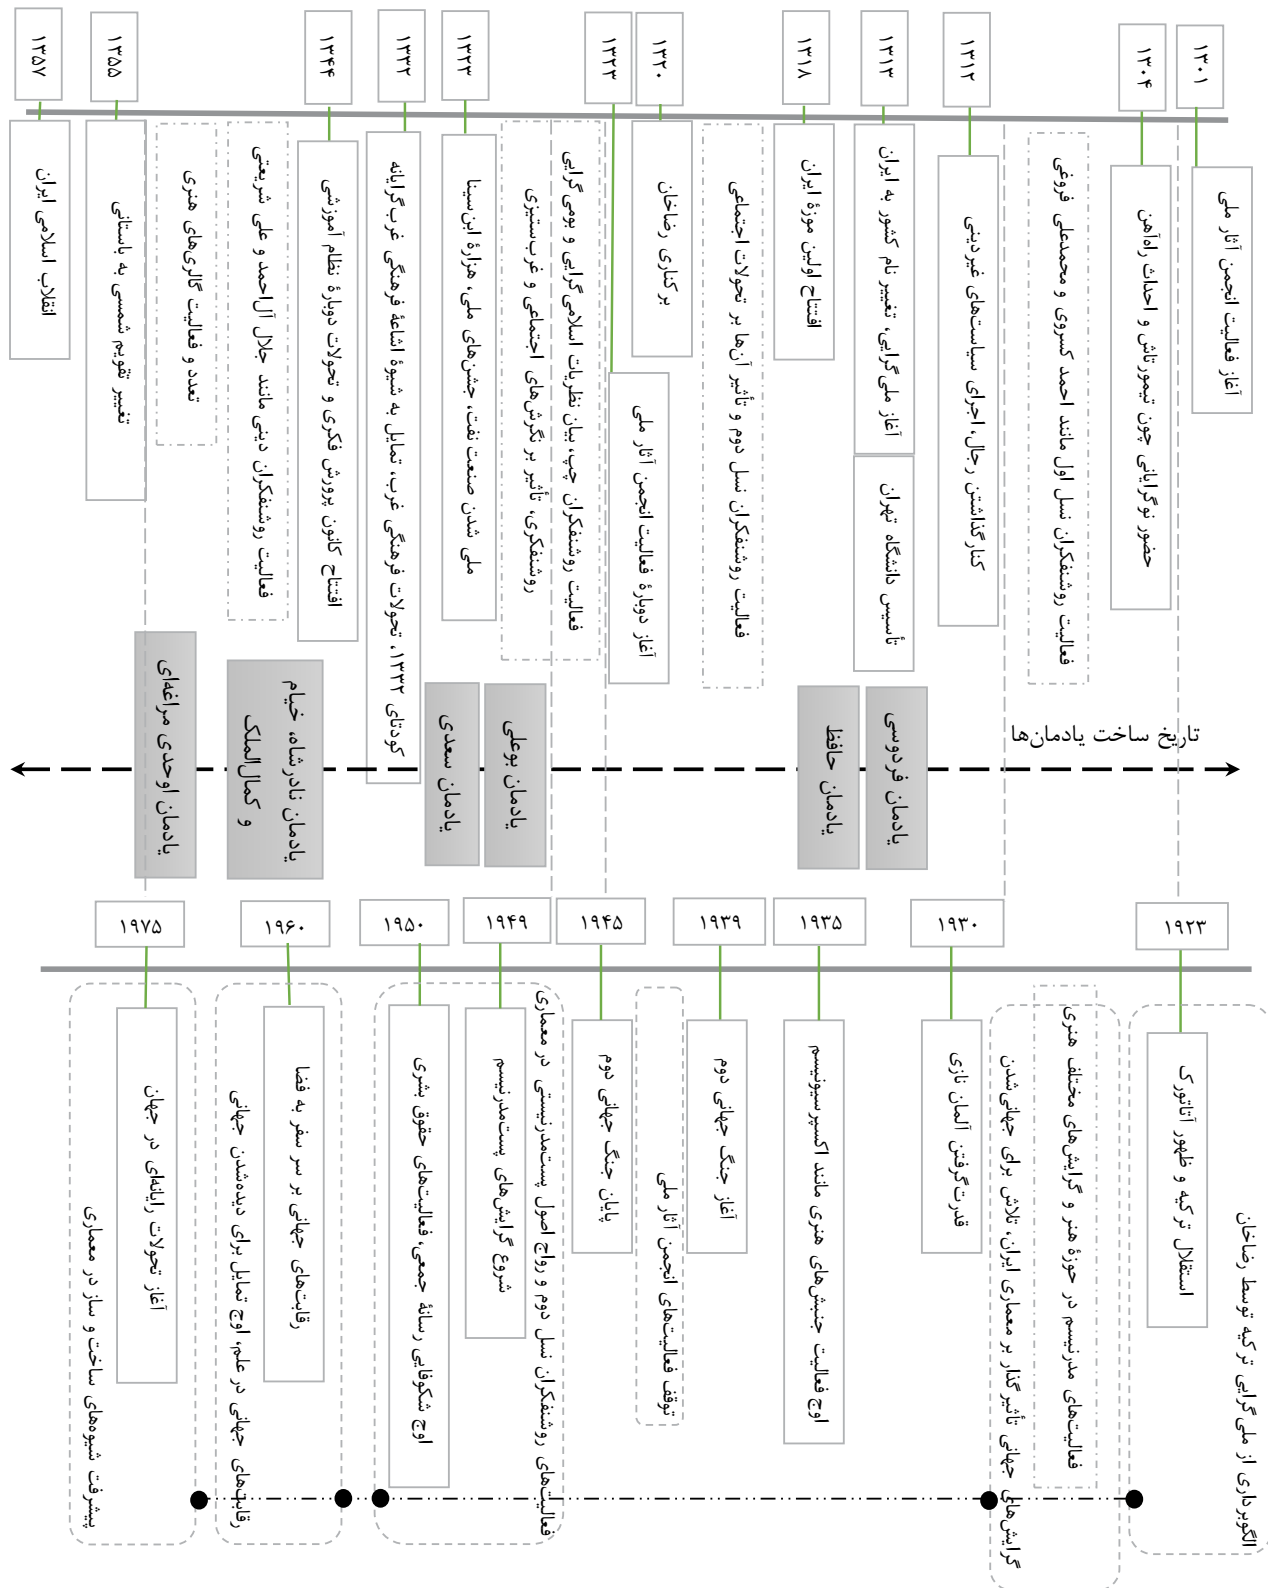 ۱۳۰۱
۱۳۰۴
۱۳۱۲
۱۳۱۳
۱۳۱۸
۱۳۲۰
۱۳۲۳
۱۳۲۳
۱۳۳۲
۱۳۴۴
۱۳۵۵
۱۳۵۷
آغاز فعالیت انجمن آثار ملی
حضور نوگرایانی چون تیمورتاش و احداث راه‌آهن
فعالیت روشنفکران نسل اول مانند احمد کسروی و محمدعلی فروغی
کنارگذاشتن رجال، اجرای سیاست‌های غیردینی
آغاز ملی‌گرایی، تغییر نام کشور به ایران
تأسیس دانشگاه تهران
افتتاح اولین موزهٔ ایران
فعالیت روشنفکران نسل دوم و تأثیر آن‌ها بر تحولات اجتماعی
برکناری رضاخان
آغاز دوبارهٔ فعالیت انجمن آثار ملی
فعالیت روشنفکران چپ، بیان نظریات اسلامی‌گرایی و بومی‌گرایی
روشنفکری، تأثیر بر نگرش‌های اجتماعی و غرب‌ستیزی
ملی شدن صنعت نفت، جشن‌های ملی، هزارهٔ ابن‌سینا
کودتای ۱۳۳۲، تحولات فرهنگی غرب، تمایل به شیوهٔ اشاعهٔ فرهنگی غرب‌گرایانه
افتتاح کانون پرورش فکری و تحولات دوبارهٔ نظام آموزشی
فعالیت روشنفکران دینی مانند جلال آل‌احمد و علی شریعتی
تعدد و فعالیت گالری‌های هنری
تغییر تقویم شمسی به باستانی
انقلاب اسلامی ایران
تاریخ ساخت یادمان‌ها
یادمان فردوسی
یادمان حافظ
یادمان بوعلی
یادمان سعدی
یادمان نادرشاه، خیام
و کمال‌الملک
یادمان اوحدی مراغه‌ای
۱۹۲۳
۱۹۳۰
۱۹۳۵
۱۹۳۹
۱۹۴۵
۱۹۴۹
۱۹۵۰
۱۹۶۰
۱۹۷۵
الگوبرداری از ملی‌گرایی ترکیه توسط رضاخان
استقلال ترکیه و ظهور آتاتورک
فعالیت‌های مدرنیسم در حوزهٔ هنر و گرایش‌های مختلف هنری
گرایش‌های جهانی تأثیرگذار بر معماری ایران، تلاش برای جهانی‌شدن
قدرت‌گرفتن آلمان نازی
اوج فعالیت جنبش‌های هنری مانند اکسپرسیونیسم
آغاز جنگ جهانی دوم
توقف فعالیت‌های انجمن آثار ملی
پایان جنگ جهانی دوم
فعالیت‌های روشنفکران نسل دوم و رواج اصول پست‌مدرنیستی در معماری
شروع گرایش‌های پست‌مدرنیسم
اوج شکوفایی رسانهٔ جمعی، فعالیت‌های حقوق بشری
رقابت‌های جهانی بر سر سفر به فضا
رقابت‌های جهانی در علم، اوج تمایل برای دیده‌شدن جهانی
آغاز تحولات رایانه‌ای در جهان
پیشرفت شیوه‌های ساخت و ساز در معماری